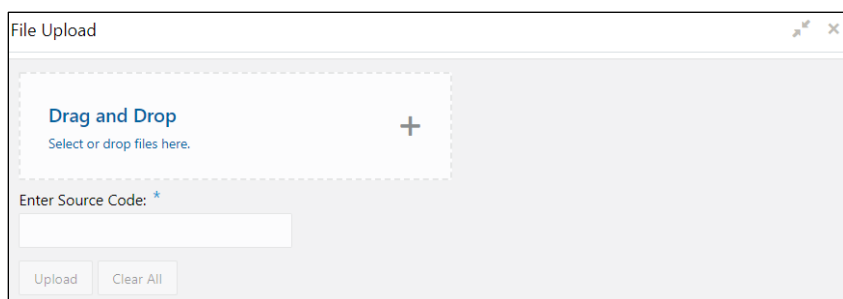 File Upload
Drag and Drop
Select or drop files here.
Enter Source Code: *
Upload Clear All